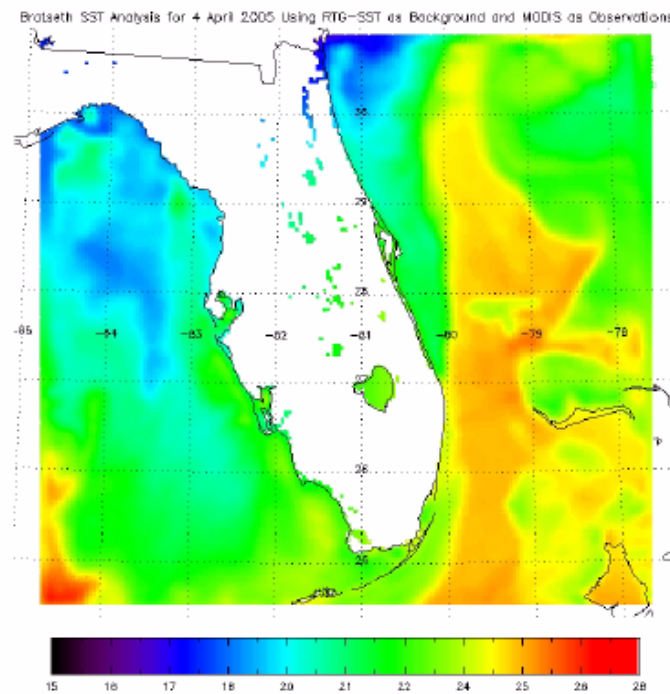 Bratseth SST Analysis for 4 April 2005 Using RTG-SST as Background and MODIS as Observations
30
29
28
-85 -84 -83 -82 -81 -80 -79 -78
27
26
25
15 16 17 18 19 20 21 22 23 24 25 26 27 28